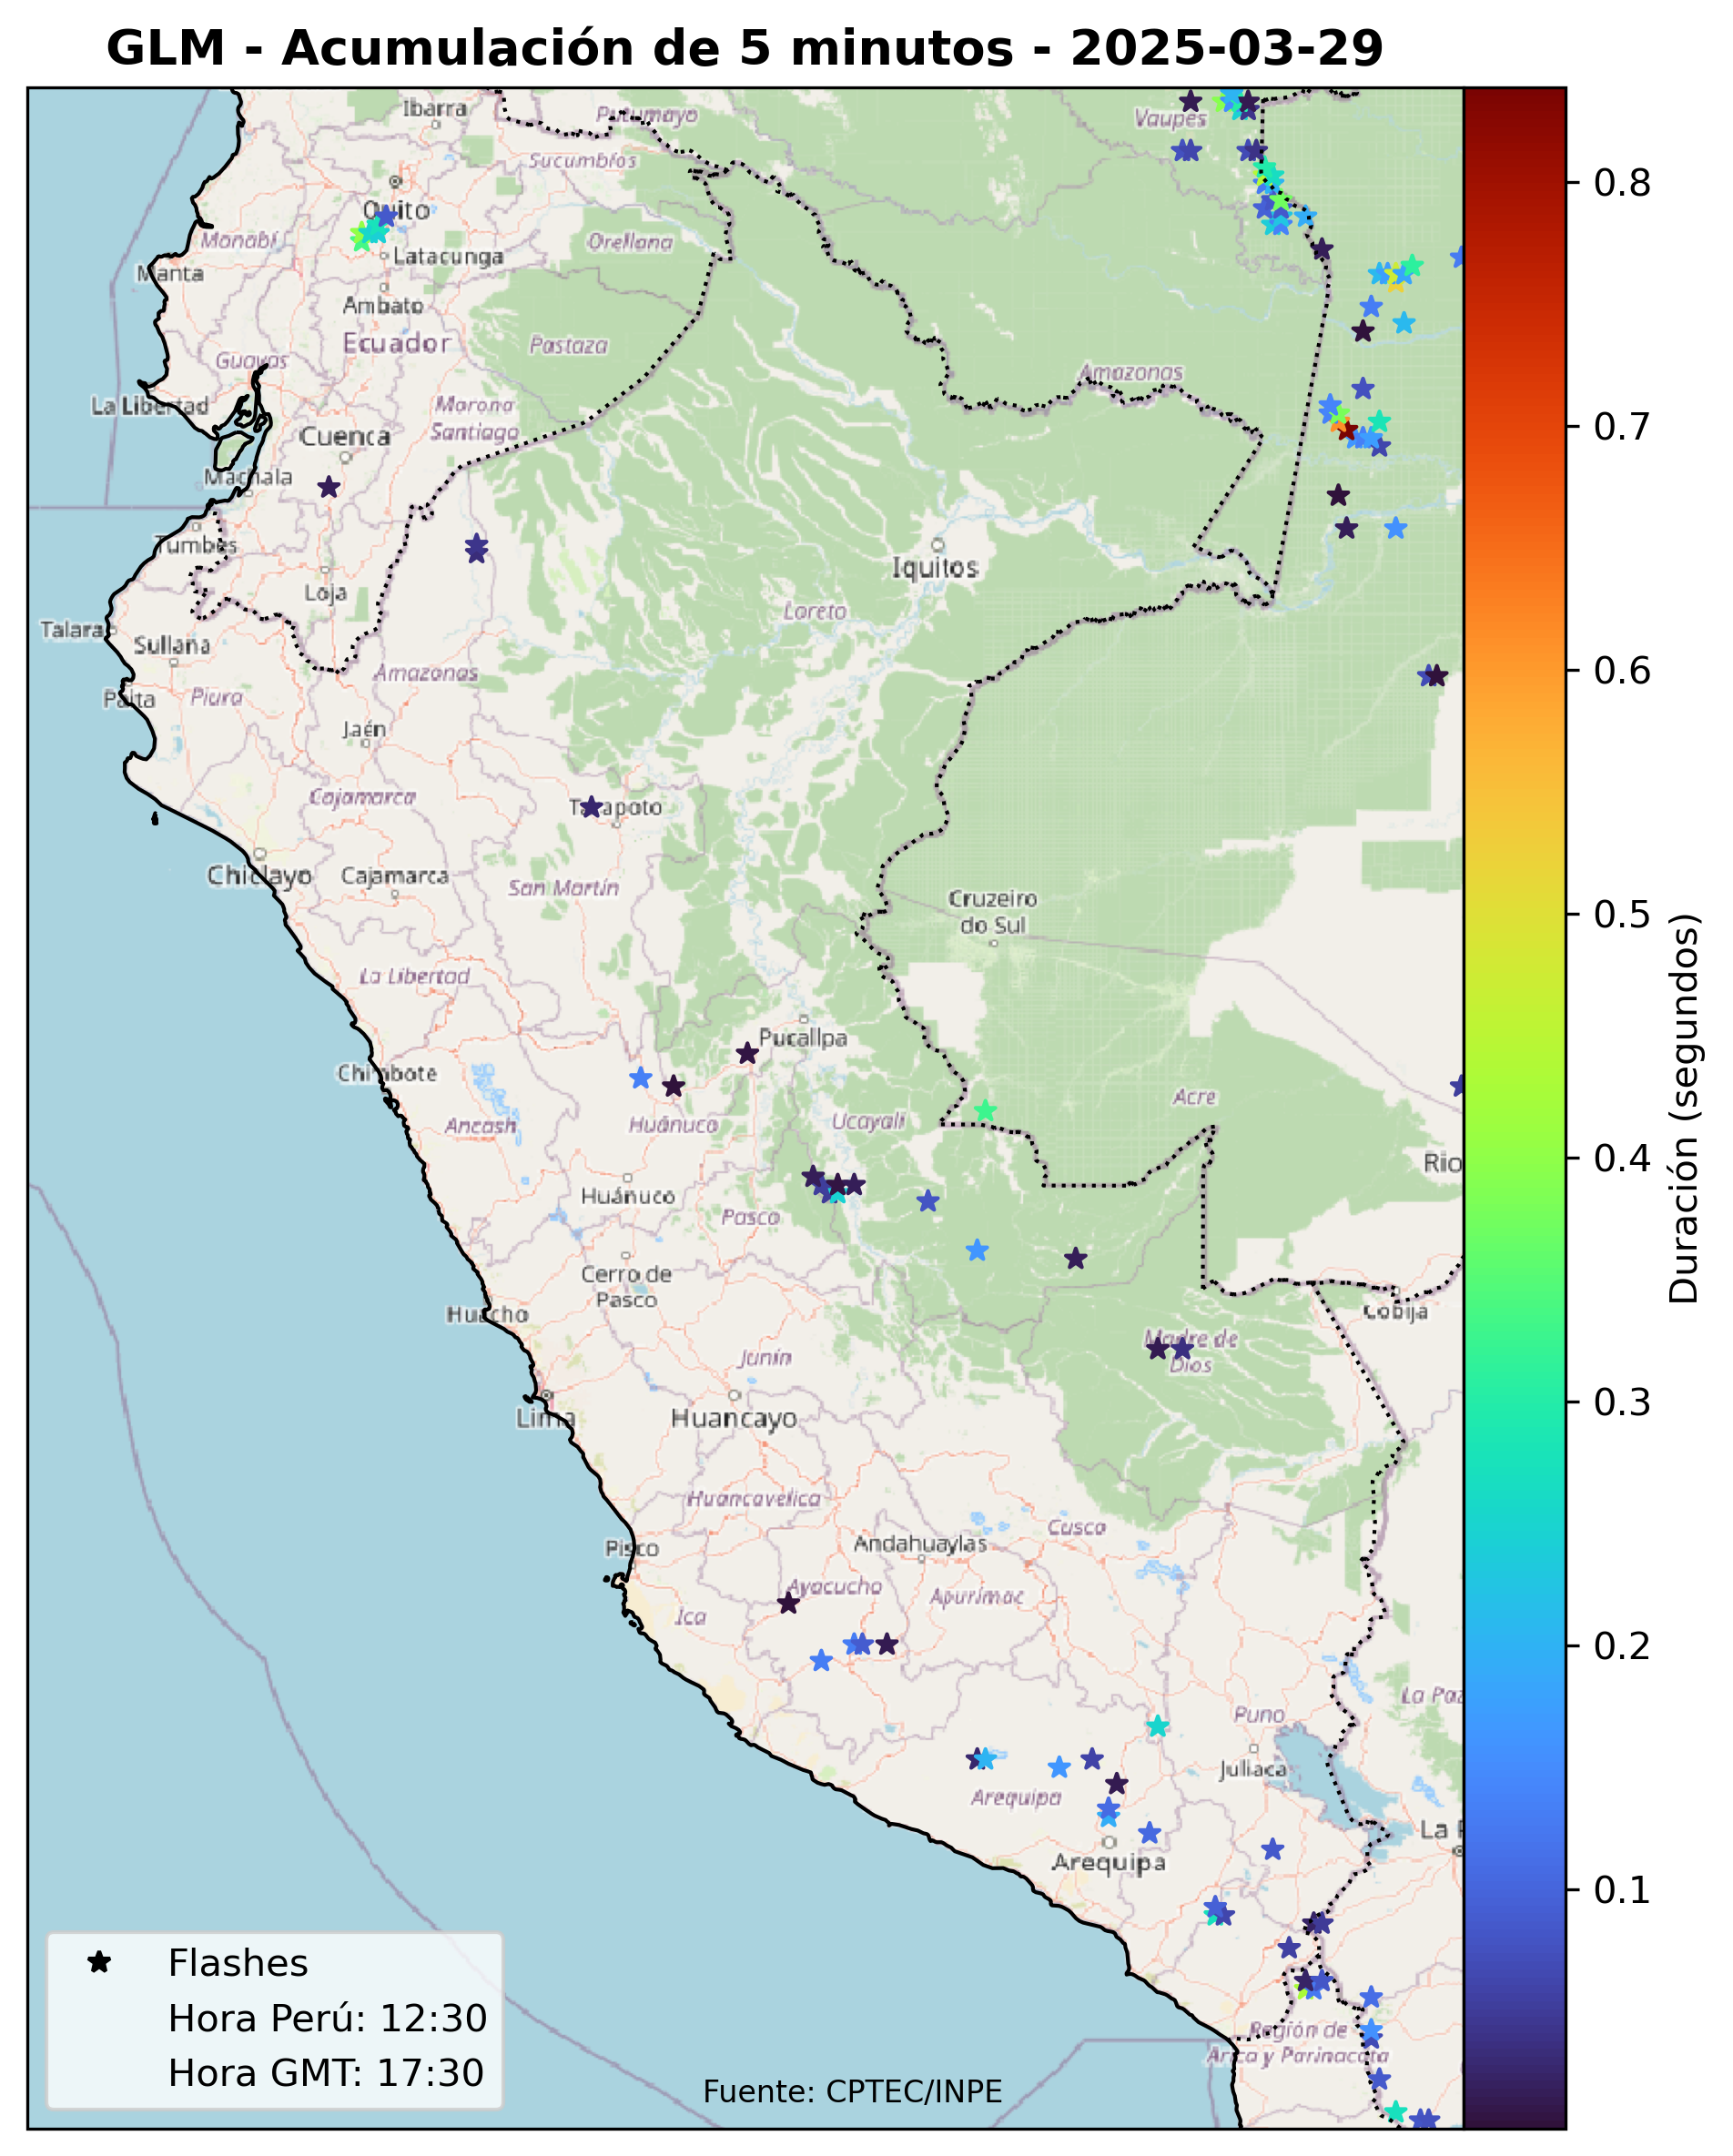 GLM - Acumulación de 5 minutos - 2025-03-29
Ibarra
Putumayo
Vaupés
Sucumbíos
Quito
Manabí
Orellana
Latacunga
Manta
Ambato
Ecuador
Pastaza
Guayas
Amazonas
La Libertad
Morona
Santiago
Cuenca
Machala
Tumbes
Iquitos
Loja
Loreto
Talara
Sullana
Amazonas
Paita
Piura
Jaén
Cajamarca
Tarapoto
Chiclayo
Cajamarca
San Martín
Cruzeiro
do Sul
La Libertad
Pucallpa
Chimbote
Ancash
Huánuco
Ucayali
Acre
Rio
Huánuco
Pasco
Cerro de
Pasco
Huacho
Cobija
Madre de
Dios
Junín
Lima
Huancayo
Huancavelica
Cusco
Pisco
Andahuaylas
Ayacucho
Apurímac
Ica
La Paz
Puno
Juliaca
Arequipa
La P
Arequipa
Región de
Arica y Parinacota
Flashes
Hora Perú: 12:30
Hora GMT: 17:30
Fuente: CPTEC/INPE
0.8
0.7
0.6
0.5
0.4
0.3
0.2
0.1
Duración (segundos)